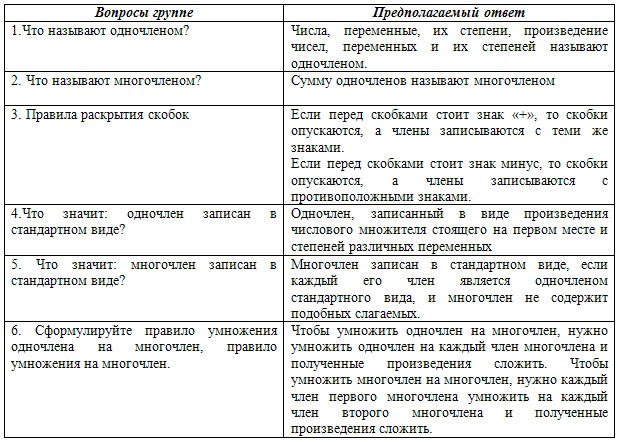 Вопросы группе
Предполагаемый ответ
1.Что называют одночленом?
Числа, переменные, их степени, произведение
чисел, переменных и их степеней называют
одночленом.
2. Что называют многочленом?
Сумму одночленов называют многочленом
3. Правила раскрытия скобок
Если перед скобками стоит знак «+», то скобки
опускаются, а члены записываются с теми же
знаками.
Если перед скобками стоит знак минус, то скобки
опускаются, а члены записываются с
противоположными знаками.
4.Что значит: одночлен записан в
стандартном виде?
Одночлен, записанный в виде произведения
числового множителя стоящего на первом месте и
степеней различных переменных
5. Что значит: многочлен записан в
стандартном виде?
Многочлен записан в стандартном виде, если
каждый его член является одночленом
стандартного вида, и многочлен не содержит
подобных слагаемых.
6. Сформулируйте правило умножения
одночлена на многочлен, правило
умножения на многочлен.
Чтобы умножить одночлен на многочлен, нужно
умножить одночлен на каждый член многочлена и
полученные произведения сложить. Чтобы
умножить многочлен на многочлен, нужно каждый
член первого многочлена умножить на каждый
член второго многочлена и полученные
произведения сложить.